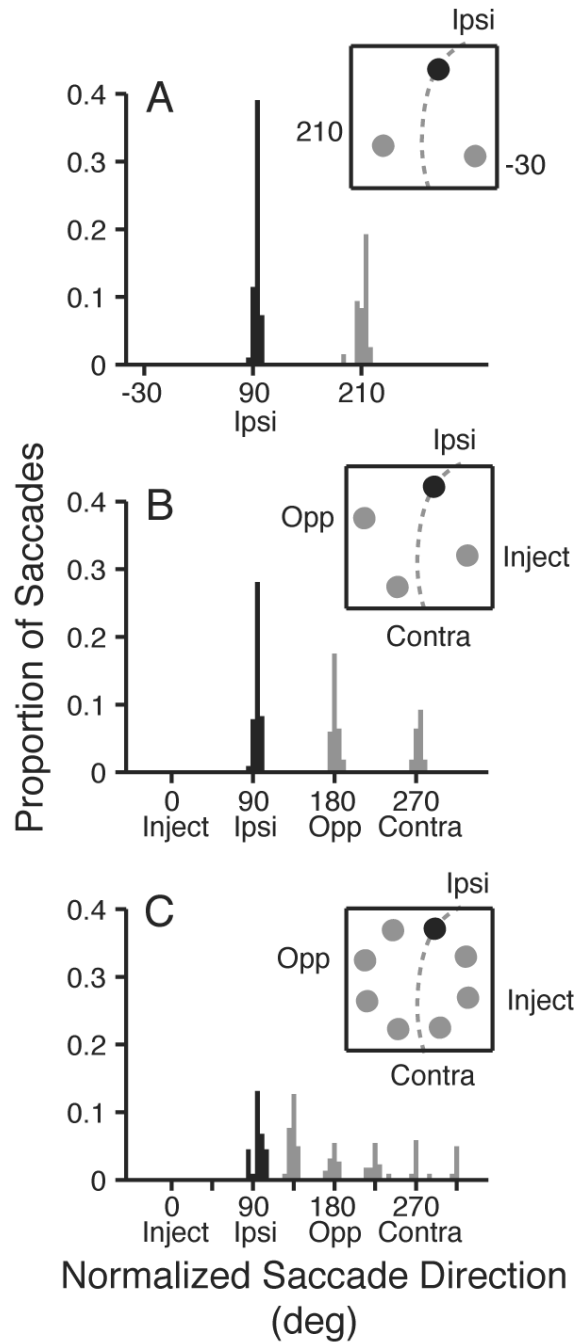 Ipsi
A
0.4
210
-30
0.3
0.2
0.1
0
-30 90 210
Ipsi
Ipsi
B
0.4
Opp
Inject
0.3
Contra
0.2
0.1
0
0 90 180 270
Inject Ipsi Opp Contra
Ipsi
C
0.4
Opp
0.3
Inject
0.2
Contra
0.1
0
0 90 180 270
Inject Ipsi Opp Contra
Proportion of Saccades
Normalized Saccade Direction
(deg)